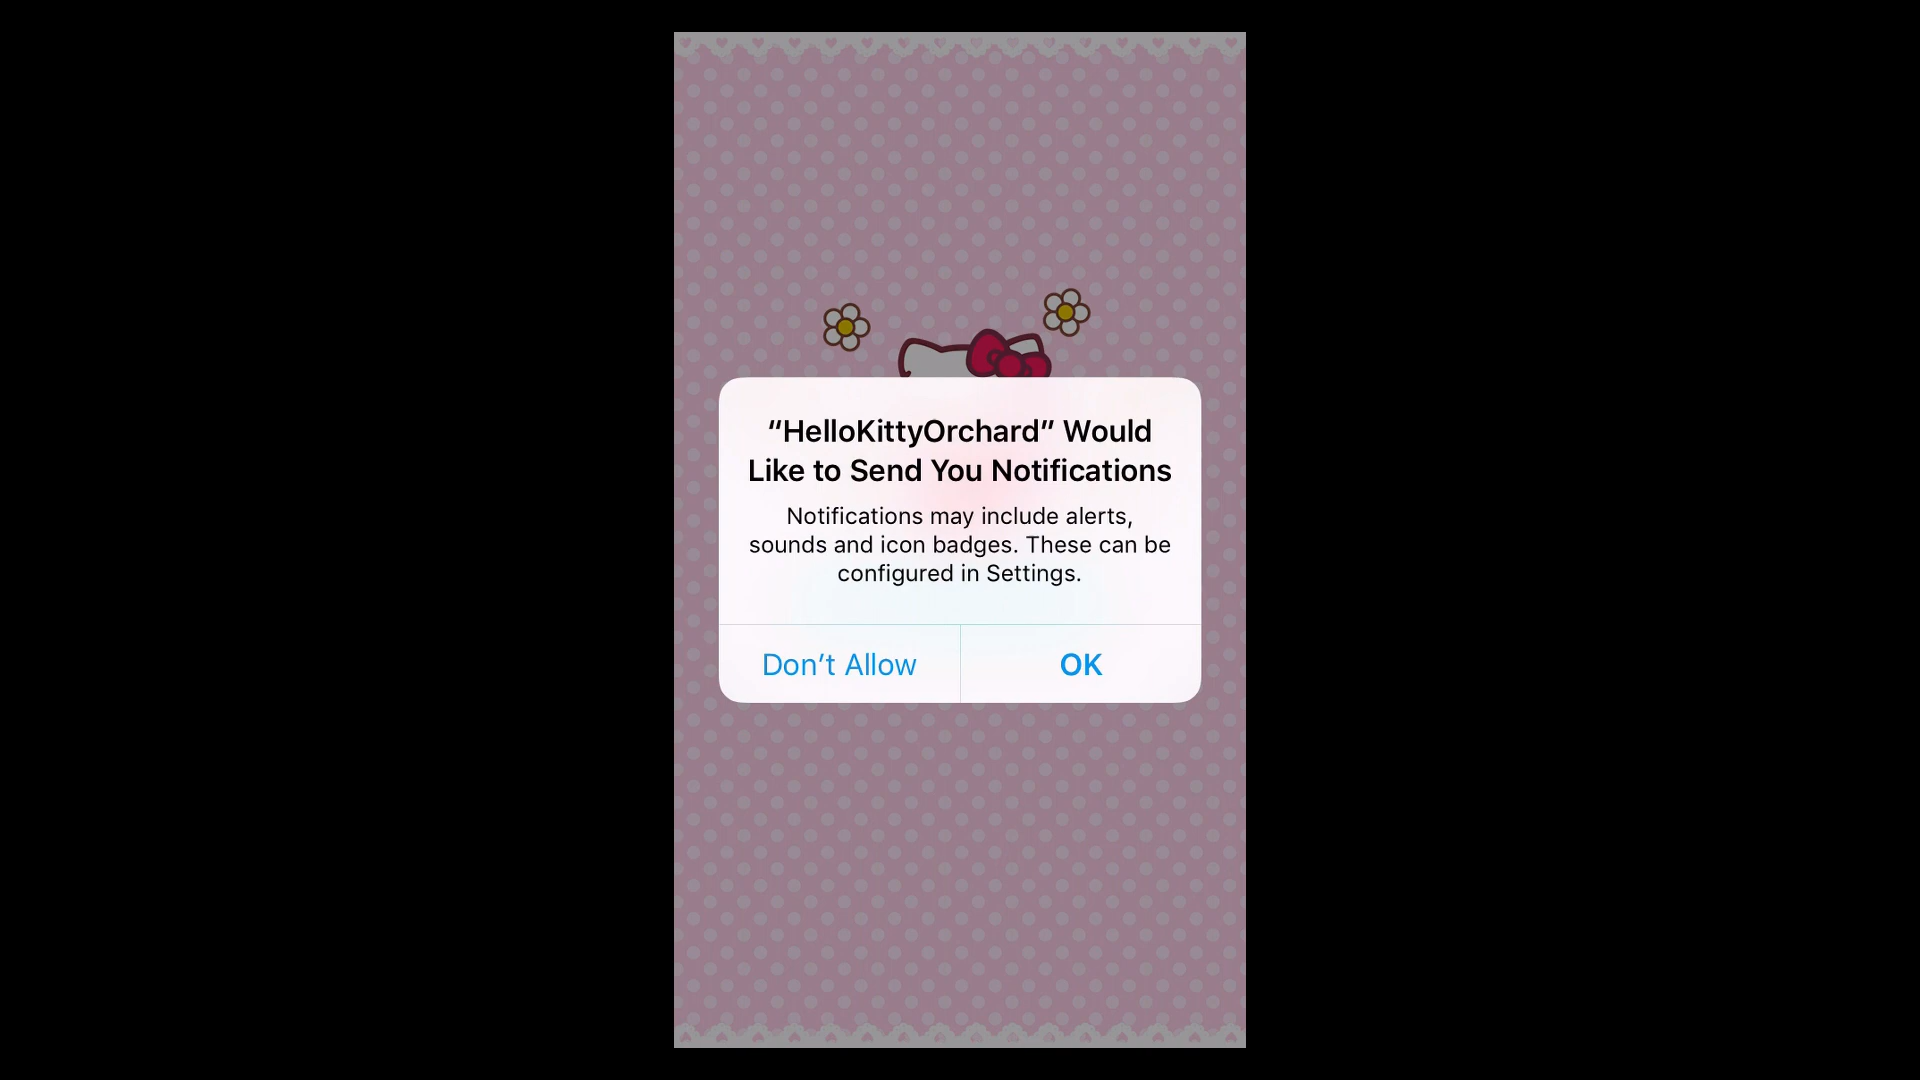 “HelloKittyOrchard” Would
Like to Send You Notifications
Notifications may include alerts,
sounds and icon badges. These can be
configured in Settings.
Don’t Allow
OK